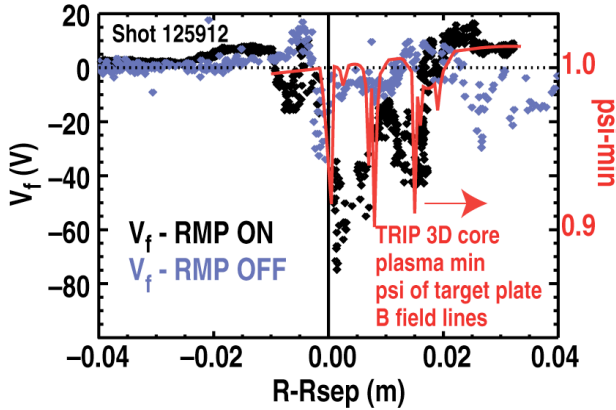 Shot 125912
20
0
−20
−40
−60
−80
V_f (V)
V_f - RMP ON
V_f - RMP OFF
TRIP 3D core
plasma min
psi of target plate
B field lines
1.0
0.9
psi-min
−0.04
−0.02
0.00
0.02
0.04
R-Rsep (m)